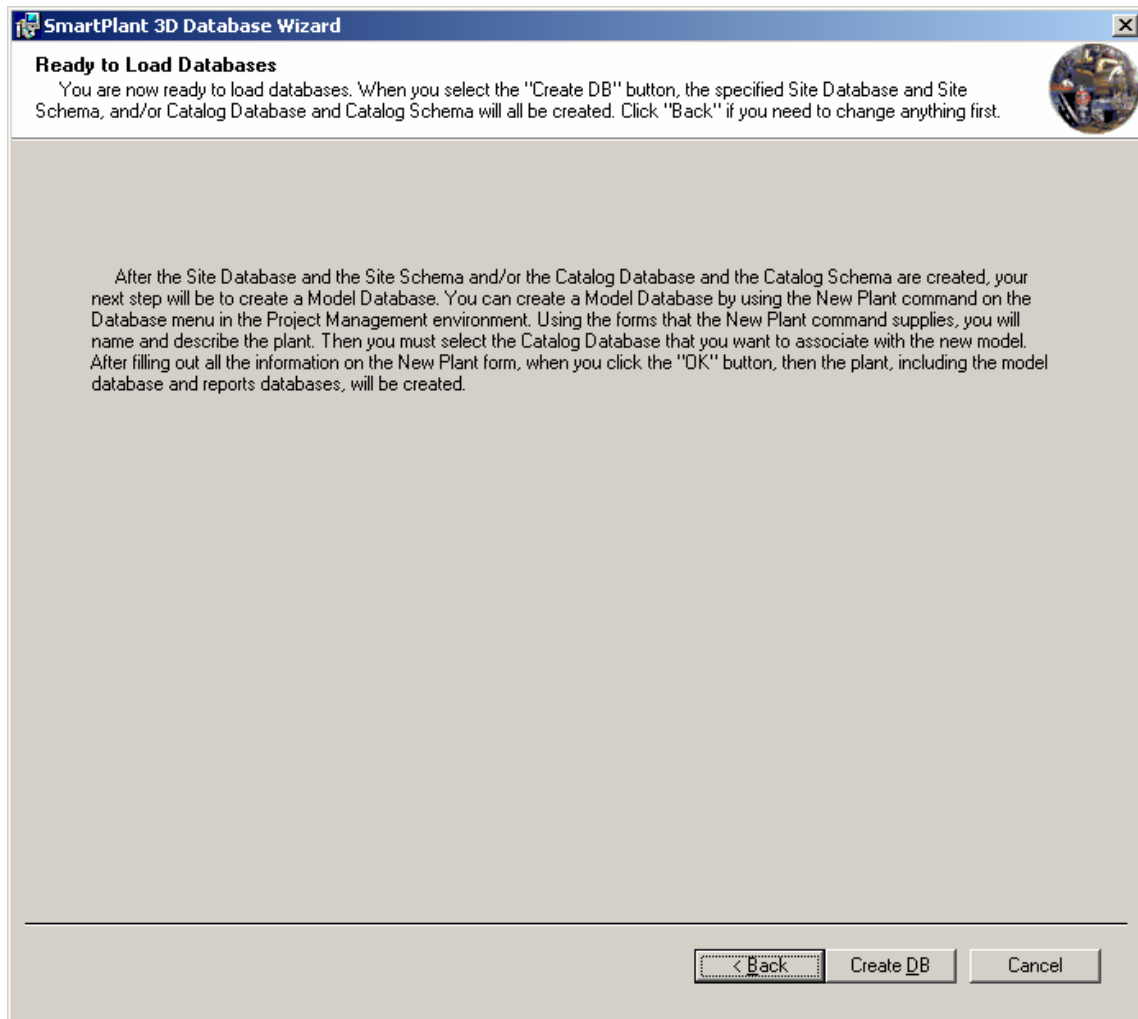 SmartPlant 3D Database Wizard
Ready to Load Databases
You are now ready to load databases. When you select the "Create DB" button, the specified Site Database and Site
Schema, and/or Catalog Database and Catalog Schema will all be created. Click "Back" if you need to change anything first.
After the Site Database and the Site Schema and/or the Catalog Database and the Catalog Schema are created, your
next step will be to create a Model Database. You can create a Model Database by using the New Plant command on the
Database menu in the Project Management environment. Using the forms that the New Plant command supplies, you will
name and describe the plant. Then you must select the Catalog Database that you want to associate with the new model.
After filling out all the information on the New Plant form, when you click the "OK" button, then the plant, including the model
database and reports databases, will be created.
< Back Create DB Cancel